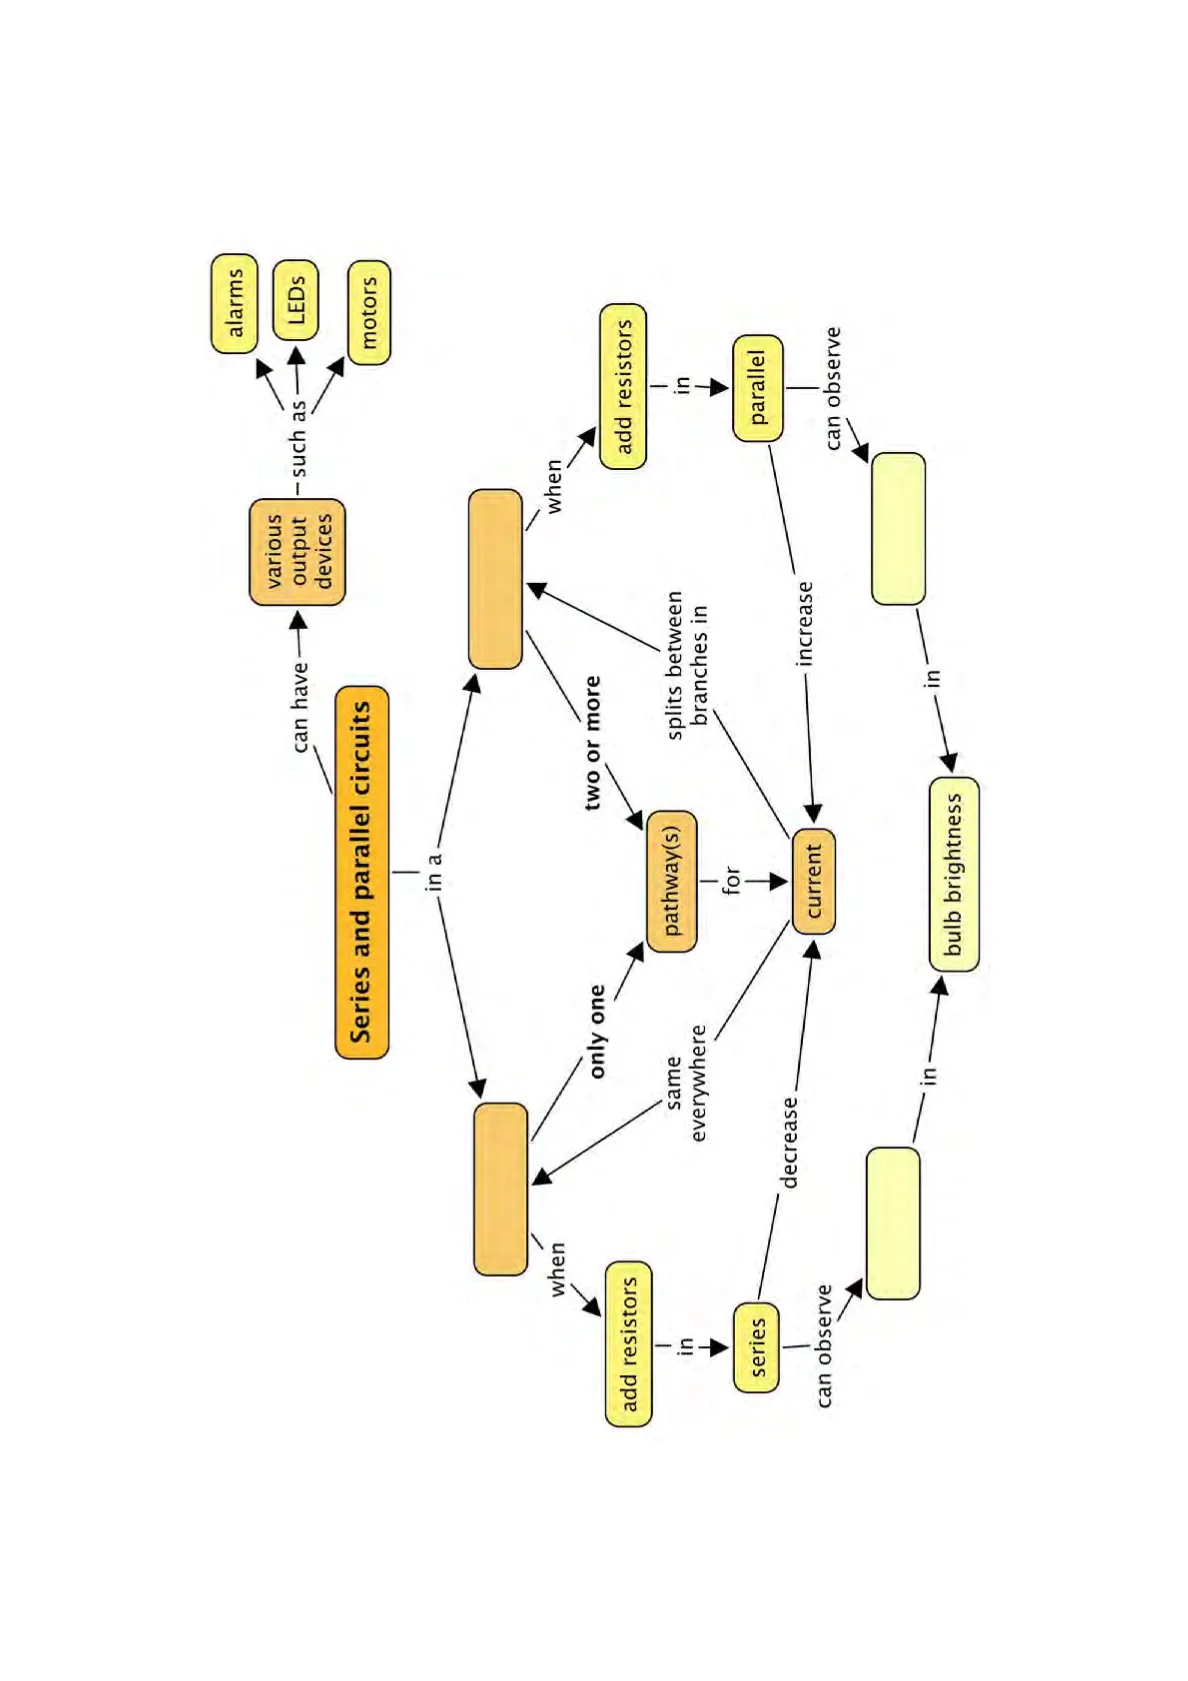 alarms
LEDs
motors
such as
various
output
devices
can have
Series and parallel circuits
in a
when
add resistors
in
series
can observe
in
decrease
only one
same
everywhere
two or more
pathway(s)
for
current
splits between
branches in
when
add resistors
in
parallel
increase
can observe
in
bulb brightness